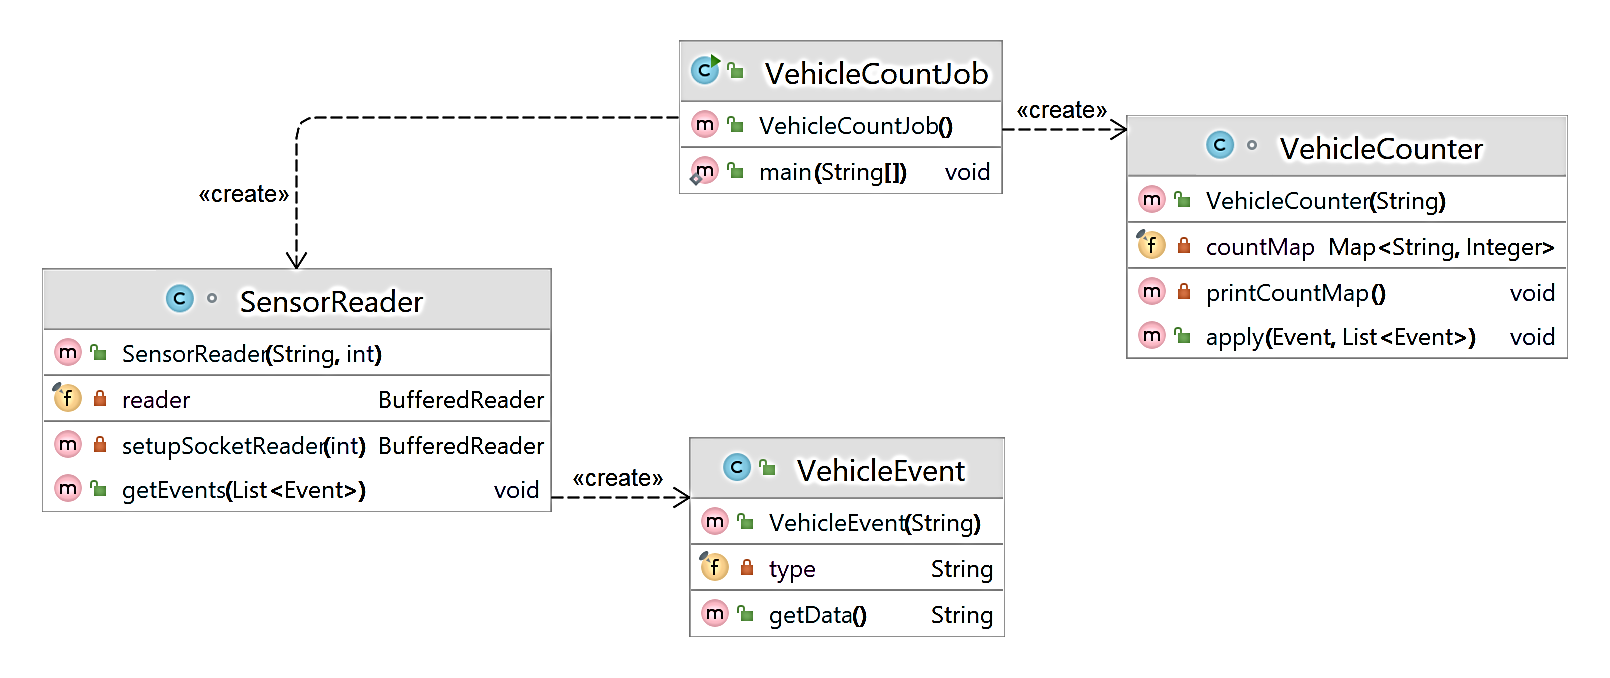 VehicleCountJob
VehicleCountJob()
main(String[]) void
«create»
«create»
VehicleCounter
VehicleCounter(String)
countMap Map<String, Integer>
printCountMap() void
apply(Event, List<Event>) void
SensorReader
SensorReader(String, int)
reader BufferedReader
setupSocketReader(int) BufferedReader
getEvents(List<Event>) void
«create»
VehicleEvent
VehicleEvent(String)
type String
getData() String